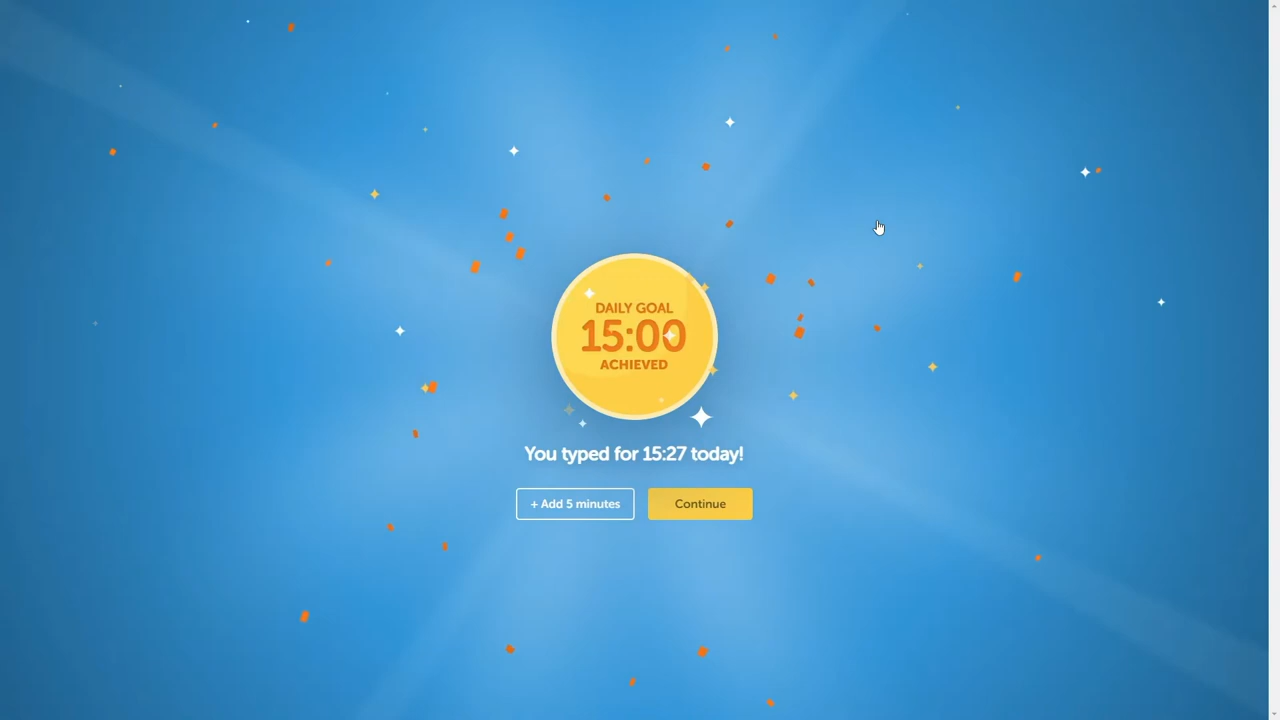 DAILY GOAL
15:00
ACHIEVED
You typed for 15:27 today!
+ Add 5 minutes
Continue